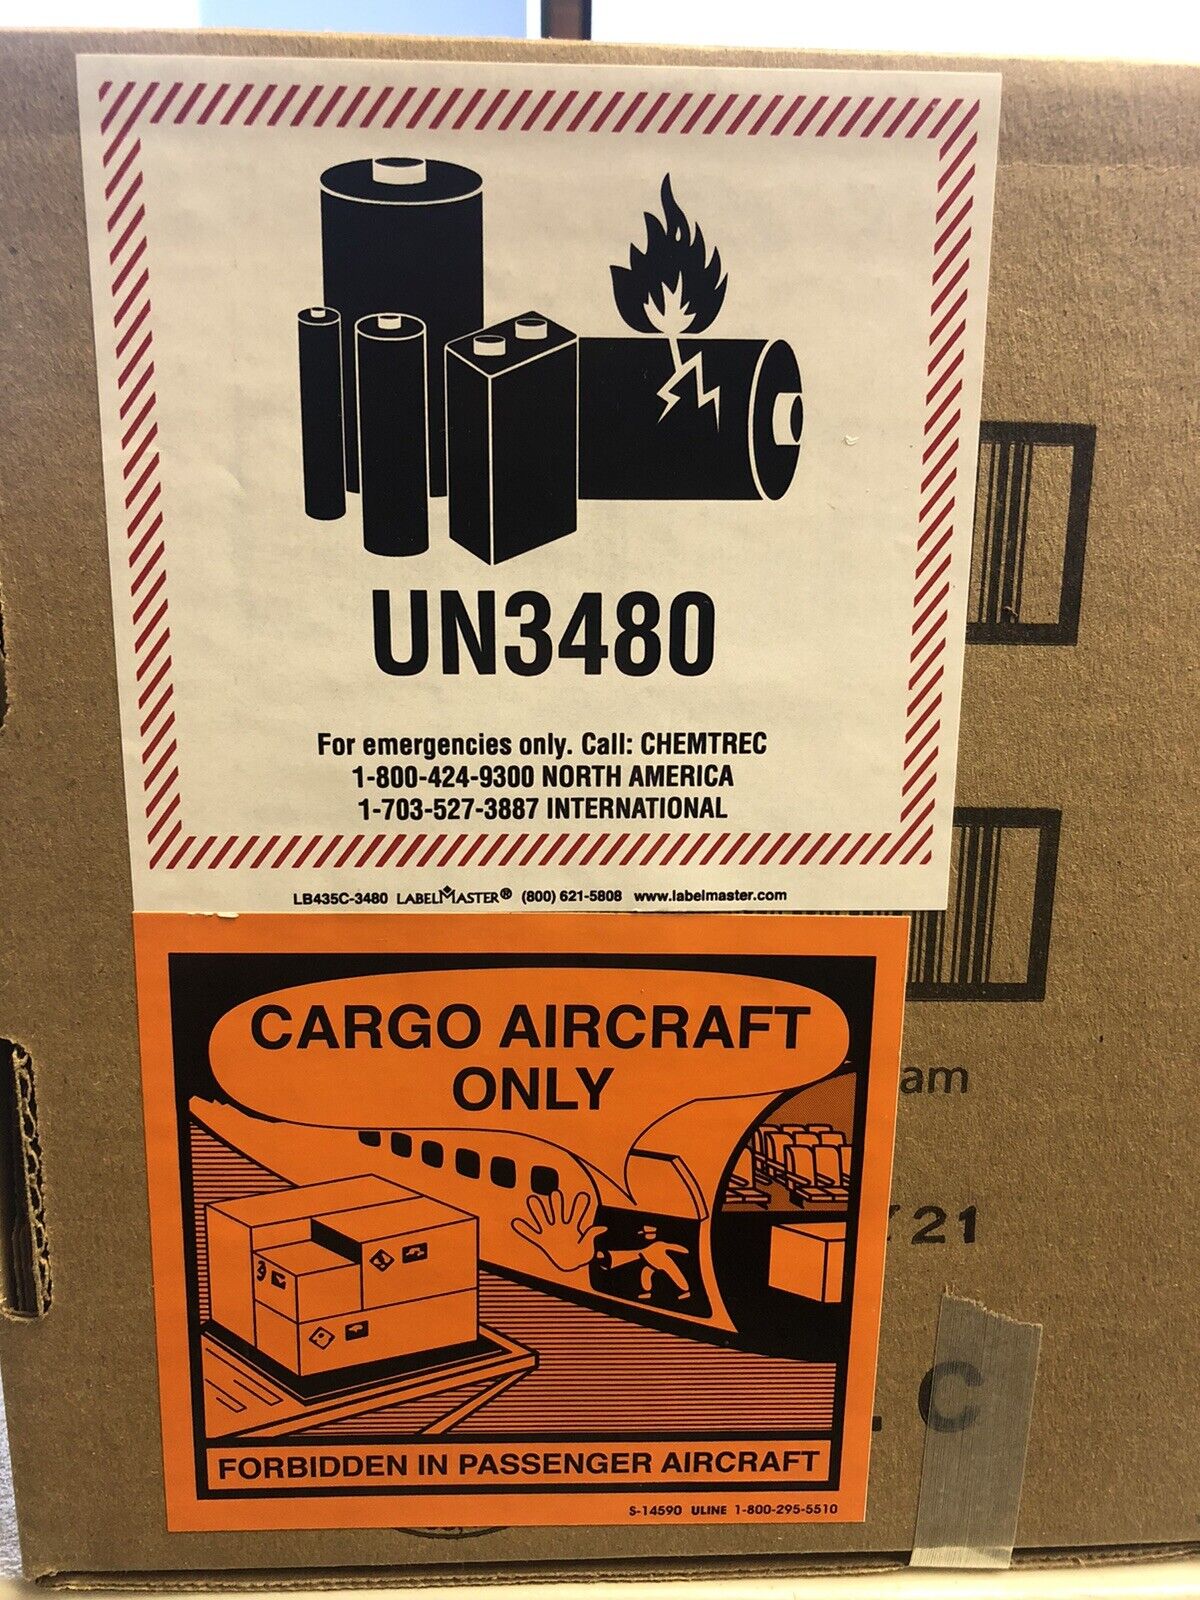 UN3480
For emergencies only. Call: CHEMTREC
1-800-424-9300 NORTH AMERICA
1-703-527-3887 INTERNATIONAL
LB435C-3480 LABELMASTER® (800) 621-5808 www.labelmaster.com
CARGO AIRCRAFT
ONLY
am
21
C
FORBIDDEN IN PASSENGER AIRCRAFT
S-14590 ULINE 1-800-295-5510